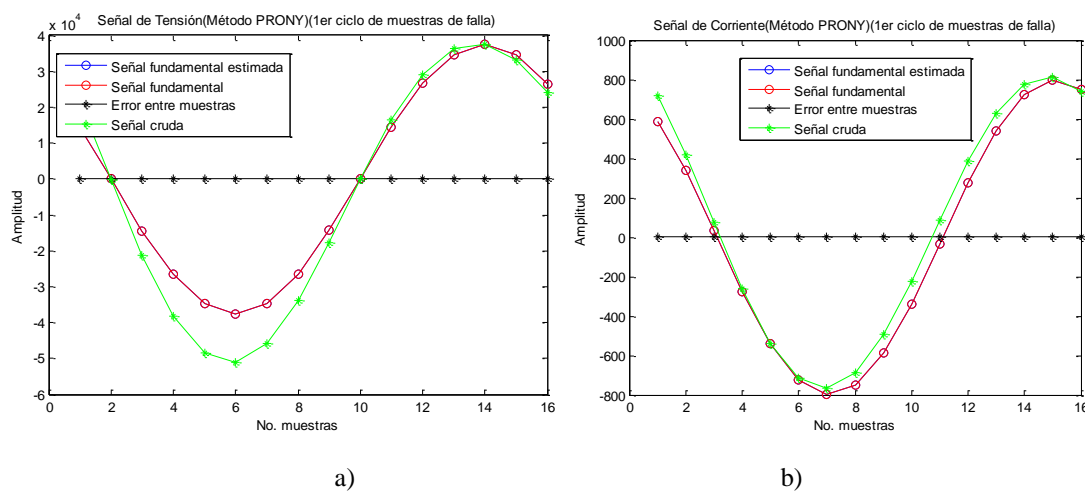 Señal de Tensión(Método PRONY)(1er ciclo de muestras de falla)
x 10^4
4
3
2
1
0
-1
-2
-3
-4
-5
-6
0 2 4 6 8 10 12 14 16
Amplitud
No. muestras
Señal fundamental estimada
Señal fundamental
Error entre muestras
Señal cruda
a)
Señal de Corriente(Método PRONY)(1er ciclo de muestras de falla)
1000
800
600
400
200
0
-200
-400
-600
-800
0 2 4 6 8 10 12 14 16
Amplitud
No. muestras
Señal fundamental estimada
Señal fundamental
Error entre muestras
Señal cruda
b)